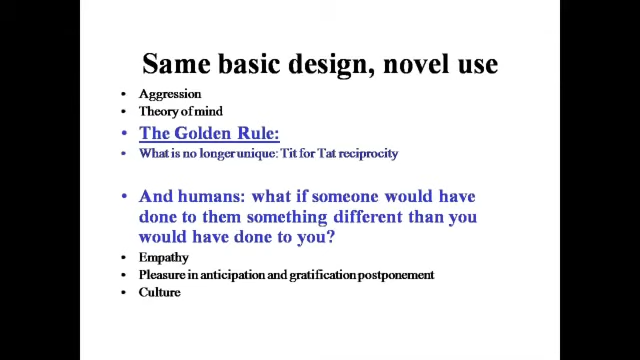 Same basic design, novel use
• Aggression
• Theory of mind
• The Golden Rule:
• What is no longer unique: Tit for Tat reciprocity
• And humans: what if someone would have
done to them something different than you
would have done to you?
• Empathy
• Pleasure in anticipation and gratification postponement
• Culture